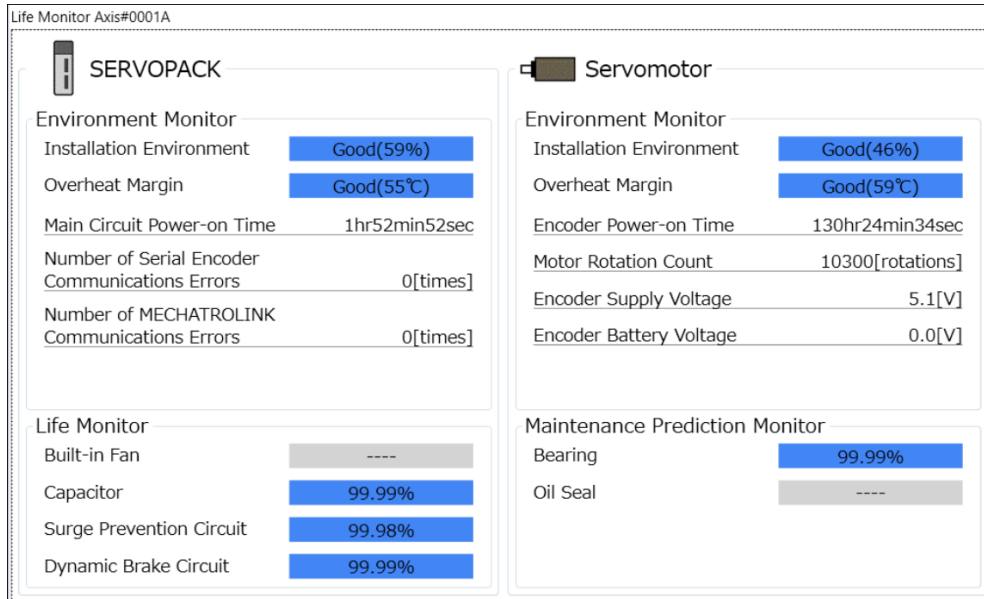 Life Monitor Axis#0001A
SERVOPACK
Environment Monitor
Installation Environment Good(59%)
Overheat Margin Good(55℃)
Main Circuit Power-on Time 1hr52min52sec
Number of Serial Encoder
Communications Errors 0[times]
Number of MECHATROLINK
Communications Errors 0[times]
Life Monitor
Built-in Fan ----
Capacitor 99.99%
Surge Prevention Circuit 99.98%
Dynamic Brake Circuit 99.99%
Servomotor
Environment Monitor
Installation Environment Good(46%)
Overheat Margin Good(59℃)
Encoder Power-on Time 130hr24min34sec
Motor Rotation Count 10300[rotations]
Encoder Supply Voltage 5.1[V]
Encoder Battery Voltage 0.0[V]
Maintenance Prediction Monitor
Bearing 99.99%
Oil Seal ----